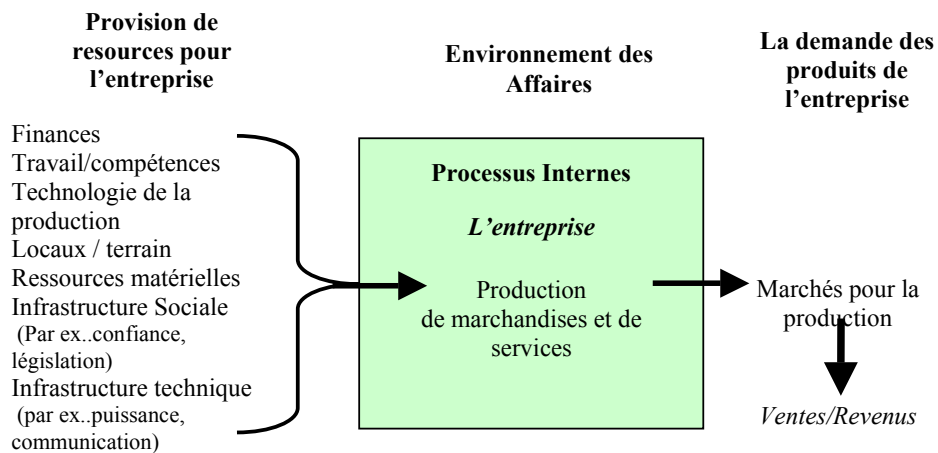 Provision de
resources pour
l’entreprise
Finances
Travail/compétences
Technologie de la
production
Locaux / terrain
Ressources matérielles
Infrastructure Sociale
(Par ex..confiance,
législation)
Infrastructure technique
(par ex..puissance,
communication)
Environnement des
Affaires
Processus Internes
L’entreprise
Production
de marchandises et de
services
La demande des
produits de
l’entreprise
Marchés pour la
production
Ventes/Revenus